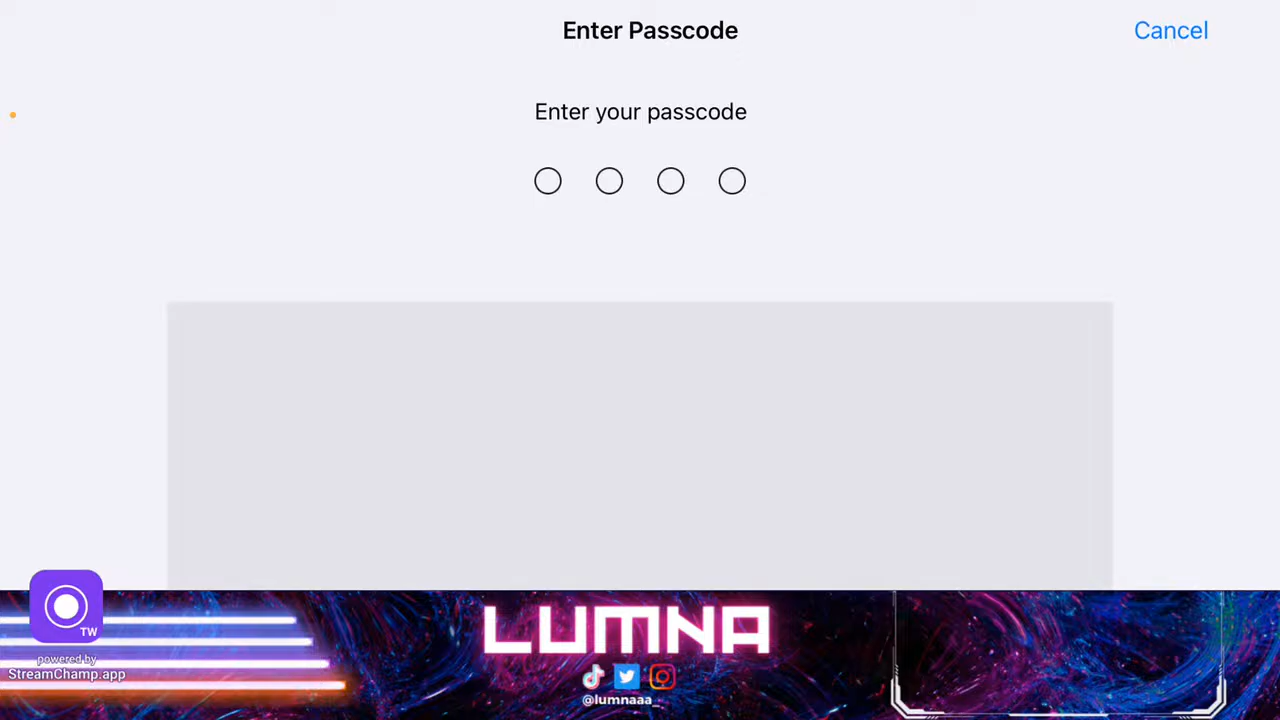 Enter Passcode
Cancel
Enter your passcode
TW
powered by
StreamChamp.app
LUMNA
@lumnaaa_